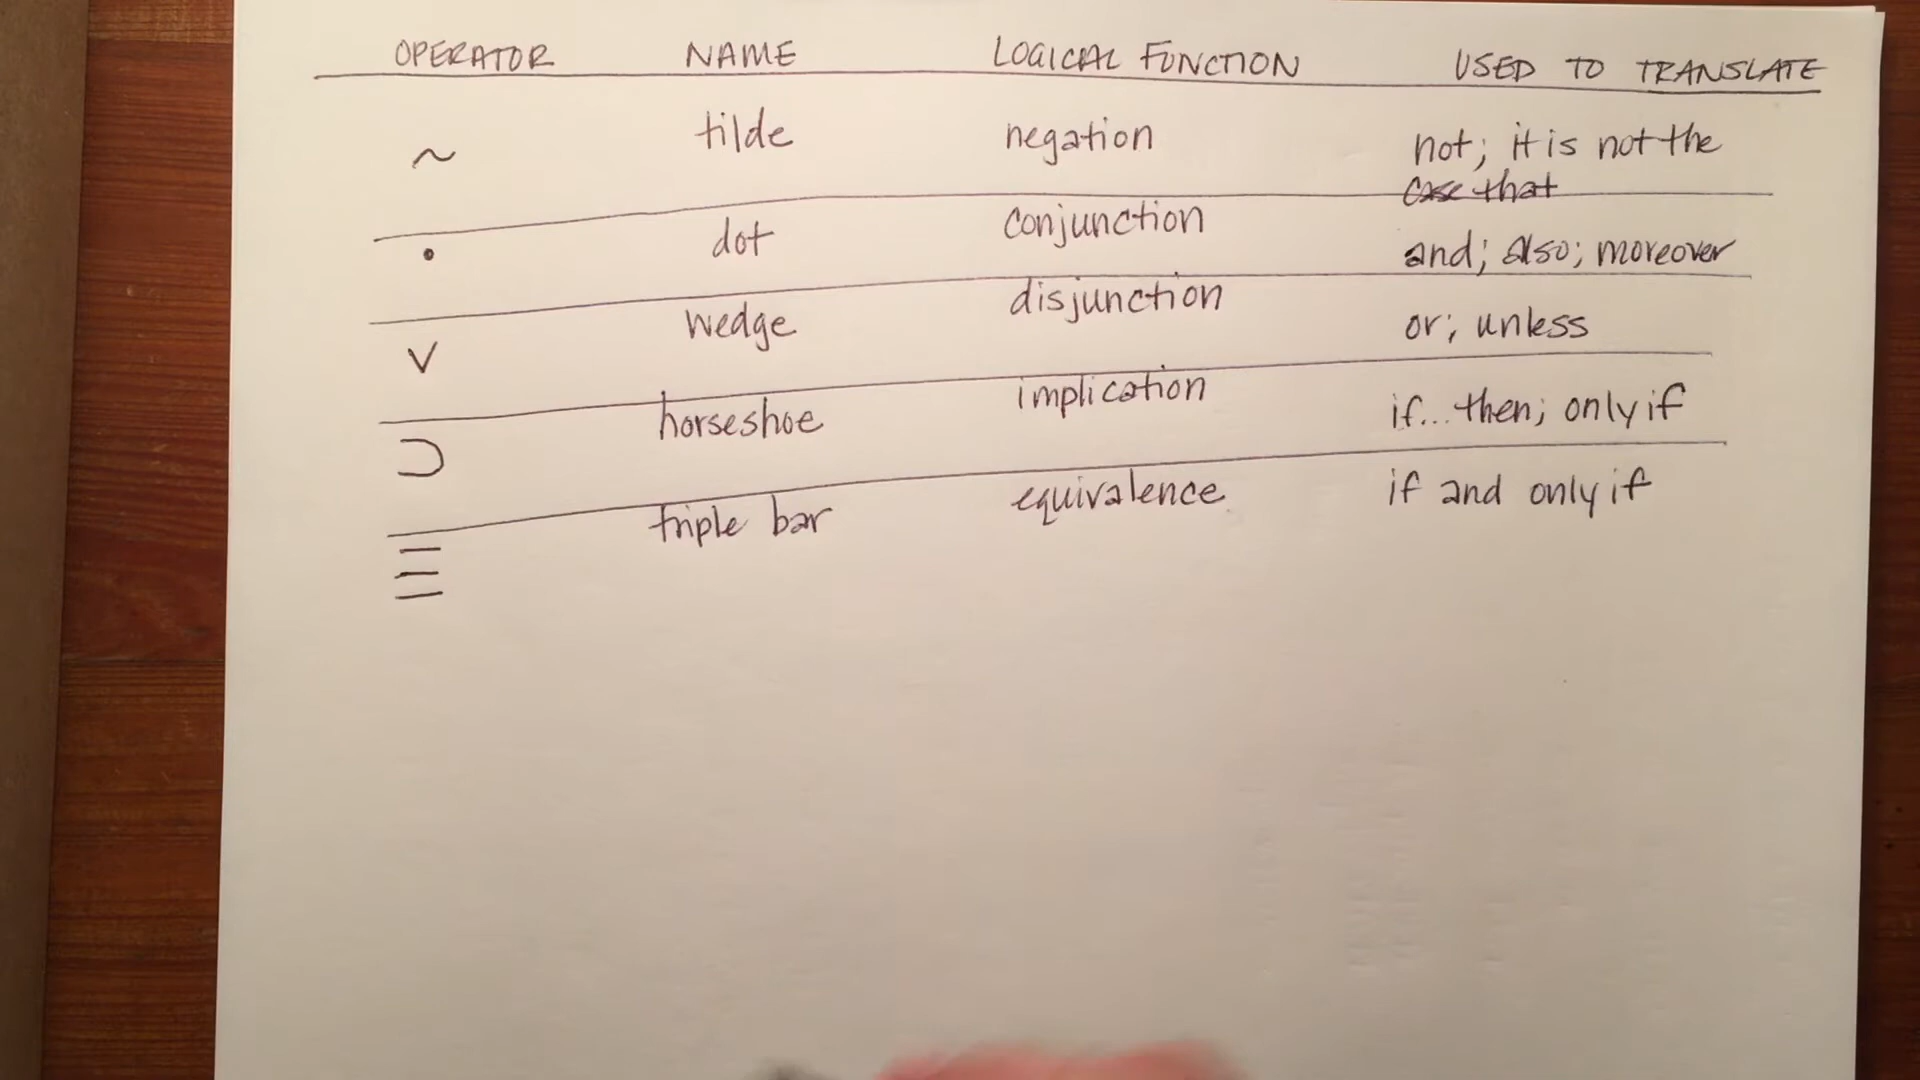 OPERATOR NAME LOGICAL FUNCTION USED TO TRANSLATE
~ tilde negation not; it is not the
case that
• dot conjunction and; also; moreover
v wedge disjunction or; unless
⊃ horseshoe implication if...then; only if
≡ triple bar equivalence if and only if